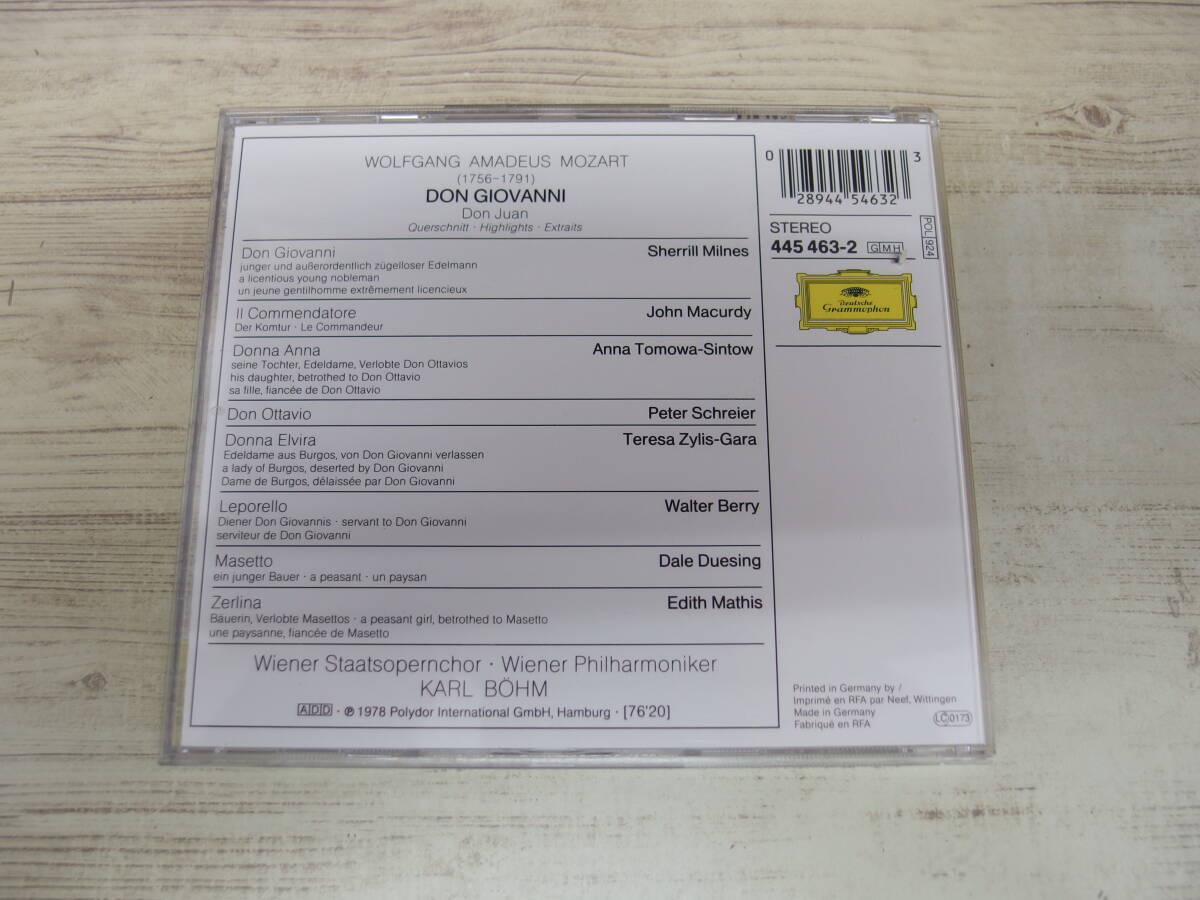 WOLFGANG AMADEUS MOZART
(1756–1791)
DON GIOVANNI
Don Juan
Querschnitt · Highlights · Extraits
Don Giovanni Sherrill Milnes
junger und außerordentlich zügelloser Edelmann
a licentious young nobleman
un jeune gentilhomme extrêmement licencieux
Il Commendatore John Macurdy
Der Komtur · Le Commandeur
Donna Anna Anna Tomowa-Sintow
seine Tochter, Edeldame, Verlobte Don Ottavios
his daughter, betrothed to Don Ottavio
sa fille, fiancée de Don Ottavio
Don Ottavio Peter Schreier
Donna Elvira Teresa Zylis-Gara
Edeldame aus Burgos, von Don Giovanni verlassen
a lady of Burgos, deserted by Don Giovanni
Dame de Burgos, délaissée par Don Giovanni
Leporello Walter Berry
Diener Don Giovannis · servant to Don Giovanni
serviteur de Don Giovanni
Masetto Dale Duesing
ein junger Bauer · a peasant · un paysan
Zerlina Edith Mathis
Bäuerin, Verlobte Masettos · a peasant girl, betrothed to Masetto
une paysanne, fiancée de Masetto
Wiener Staatsopernchor · Wiener Philharmoniker
KARL BÖHM
ADD · ℗ 1978 Polydor International GmbH, Hamburg · [76'20]
0 28944 54632 3
STEREO
445 463-2 GMH
POL 924
Deutsche
Grammophon
Printed in Germany by /
Imprimé en RFA par Neef, Wittingen
Made in Germany
Fabriqué en RFA
LC 0173